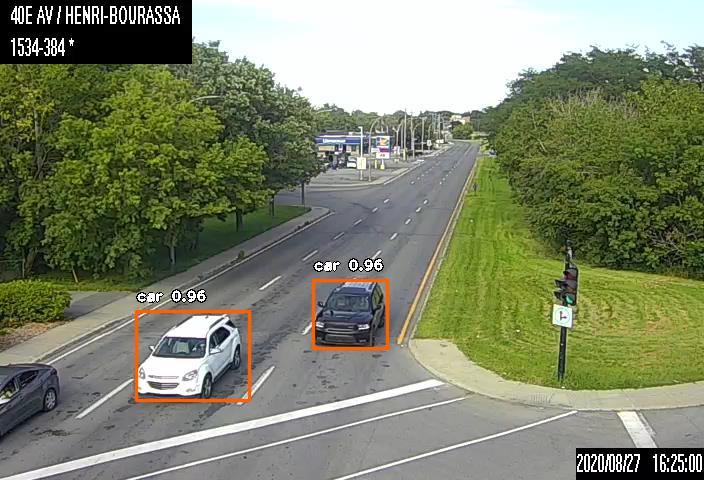 40E AV / HENRI-BOURASSA
1534-384 *
car 0.96
car 0.96
2020/08/27 16:25:00